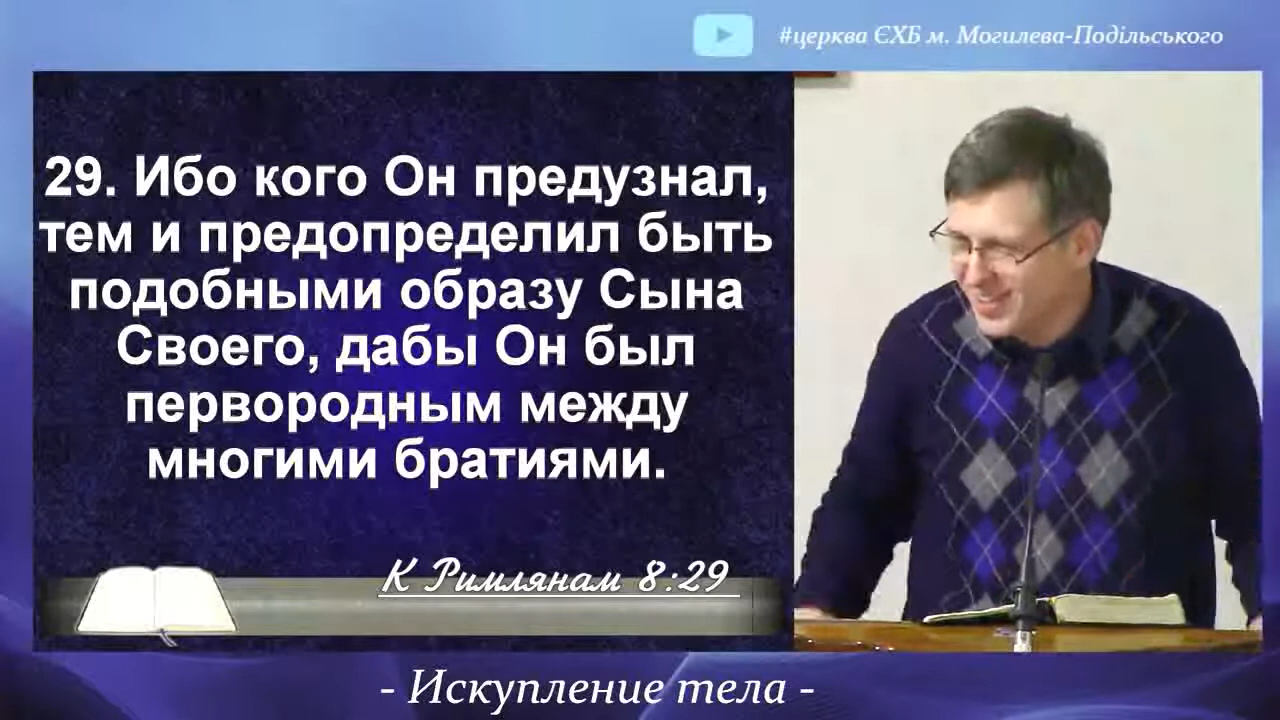 #церква ЄХБ м. Могилева-Подільського
29. Ибо кого Он предузнал,
тем и предопределил быть
подобными образу Сына
Своего, дабы Он был
первородным между
многими братиями.
К Римлянам 8:29
- Искупление тела -